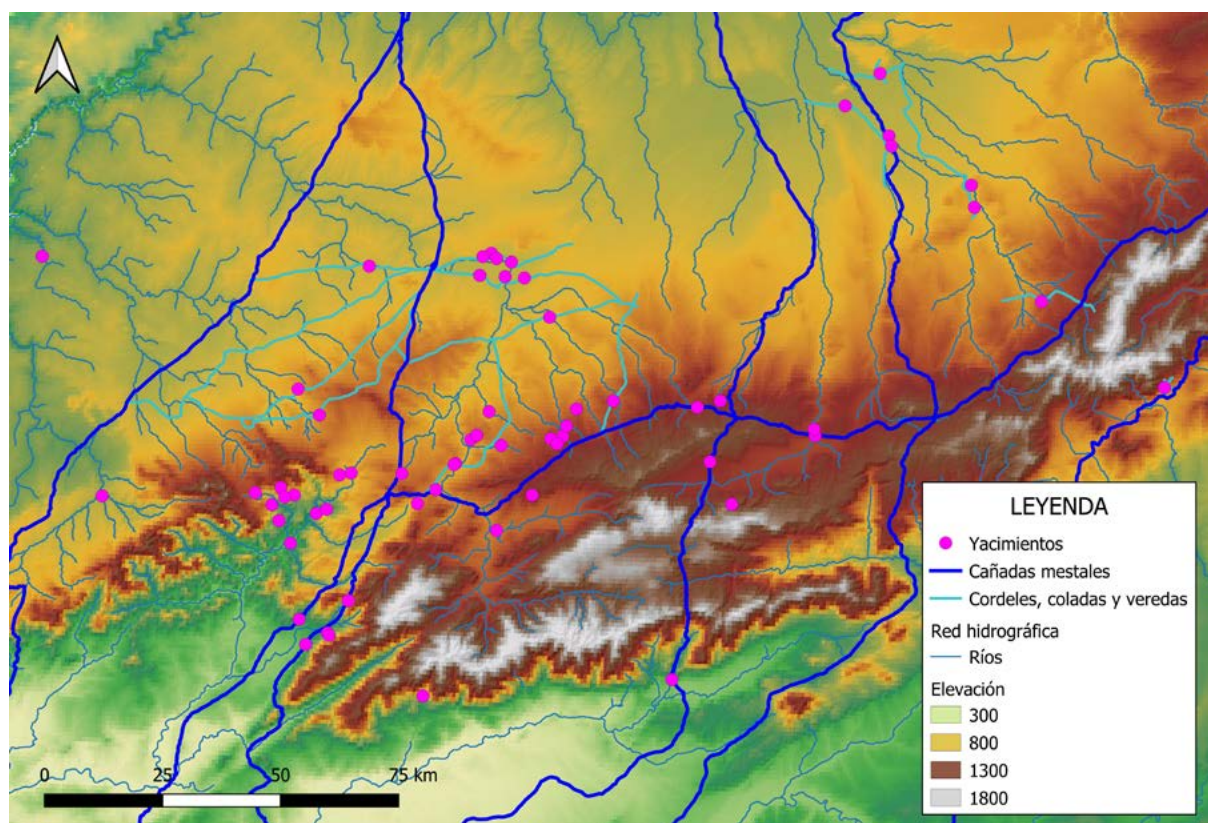 LEYENDA
Yacimientos
Cañadas mestales
Cordeles, coladas y veredas
Red hidrográfica
Ríos
Elevación
300
800
1300
1800
0 25 50 75 km